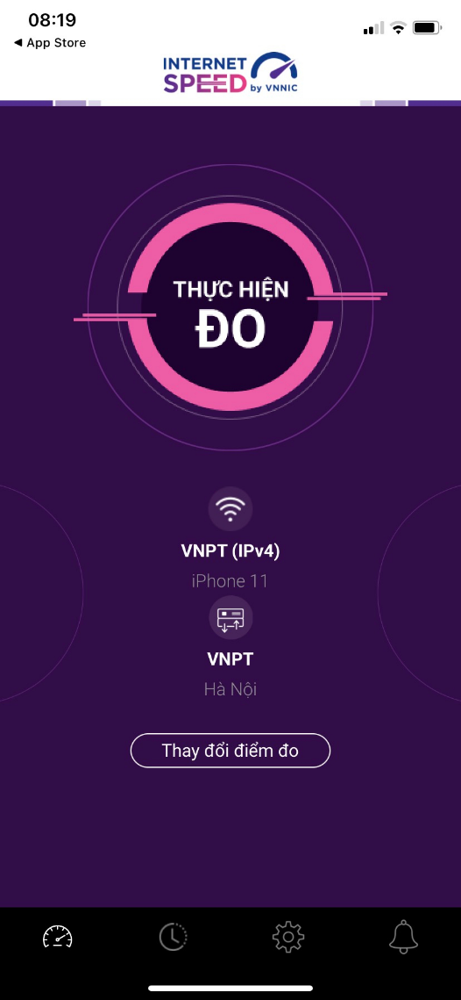 08:19
◀ App Store
INTERNET
SPEED by VNNIC
THỰC HIỆN
ĐO
VNPT (IPv4)
iPhone 11
VNPT
Hà Nội
Thay đổi điểm đo